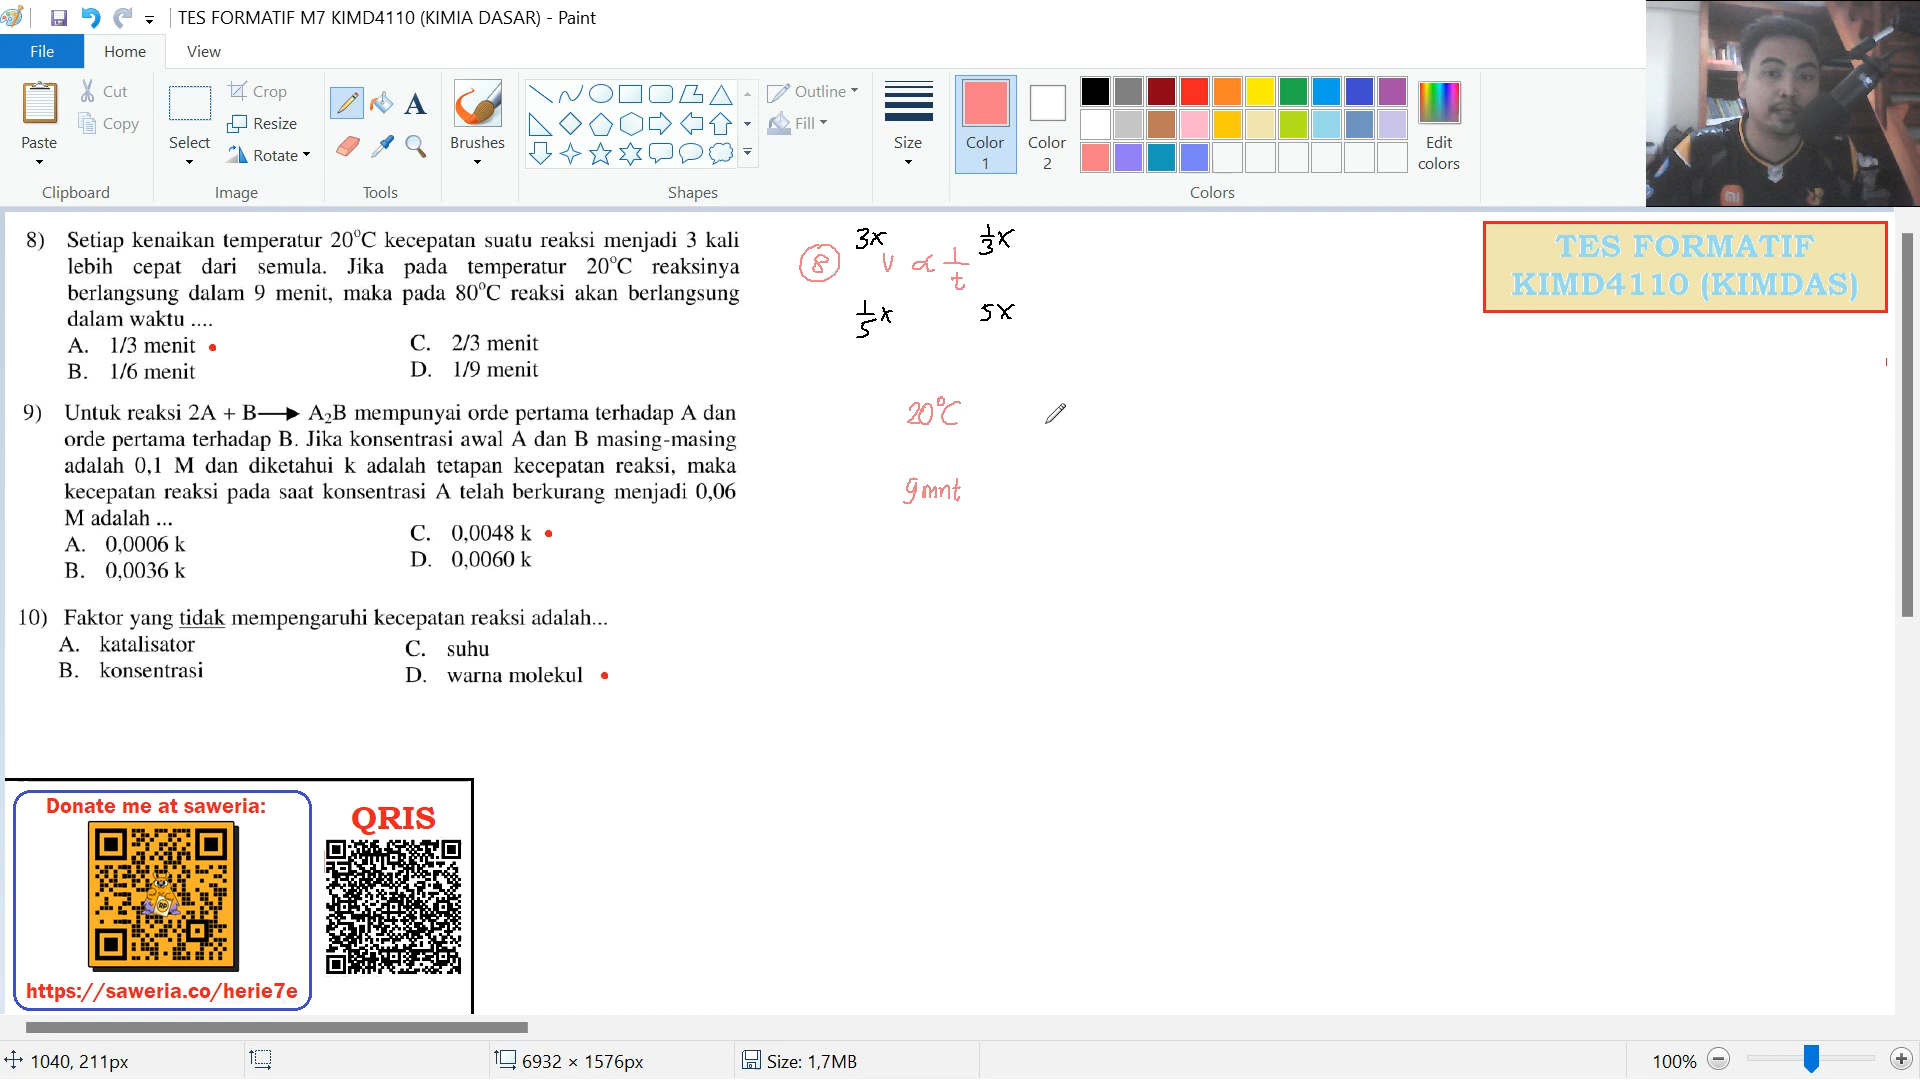 TES FORMATIF M7 KIMD4110 (KIMIA DASAR) - Paint
File Home View
Paste
Cut
Copy
Clipboard
Select
Crop
Resize
Rotate
Image
Tools
Brushes
Shapes
Outline
Fill
Size
Color 1
Color 2
Colors
Edit colors
8) Setiap kenaikan temperatur 20°C kecepatan suatu reaksi menjadi 3 kali
lebih cepat dari semula. Jika pada temperatur 20°C reaksinya
berlangsung dalam 9 menit, maka pada 80°C reaksi akan berlangsung
dalam waktu ....
A. 1/3 menit
B. 1/6 menit
C. 2/3 menit
D. 1/9 menit
9) Untuk reaksi 2A + B → A₂B mempunyai orde pertama terhadap A dan
orde pertama terhadap B. Jika konsentrasi awal A dan B masing-masing
adalah 0,1 M dan diketahui k adalah tetapan kecepatan reaksi, maka
kecepatan reaksi pada saat konsentrasi A telah berkurang menjadi 0,06
M adalah ...
A. 0,0006 k
B. 0,0036 k
C. 0,0048 k
D. 0,0060 k
10) Faktor yang tidak mempengaruhi kecepatan reaksi adalah...
A. katalisator
B. konsentrasi
C. suhu
D. warna molekul
3x 1/3x
8 v ∝ 1/t
1/5x 5x
20°C
9mnt
TES FORMATIF
KIMD4110 (KIMDAS)
Donate me at saweria:
https://saweria.co/herie7e
QRIS
1040, 211px
6932 × 1576px
Size: 1,7MB
100%